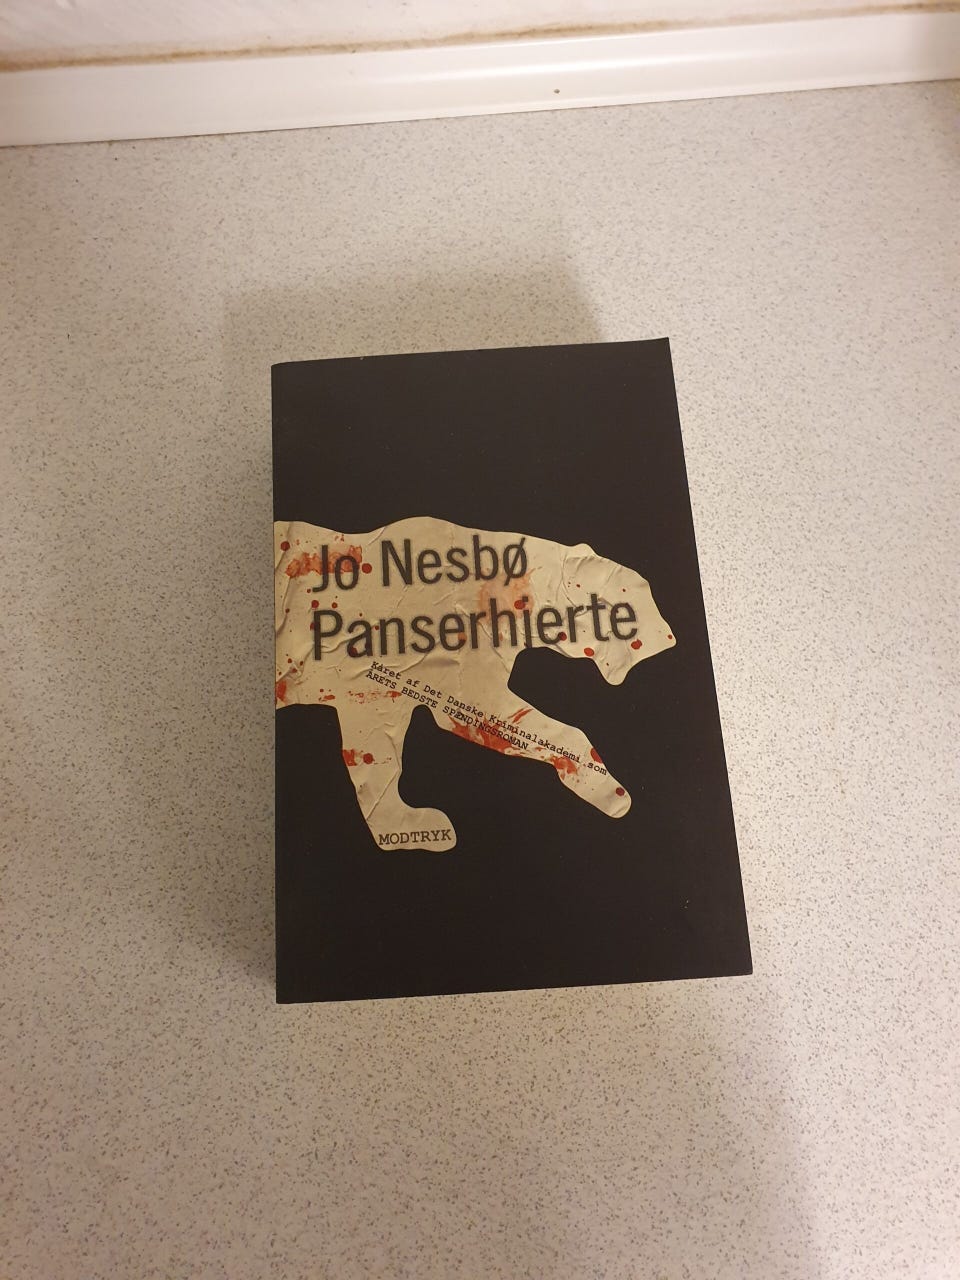 Jo Nesbø
Panserhjerte
Kåret af Det Danske Kriminalakademi som
ÅRETS BEDSTE SPÆNDINGSROMAN
MODTRYK